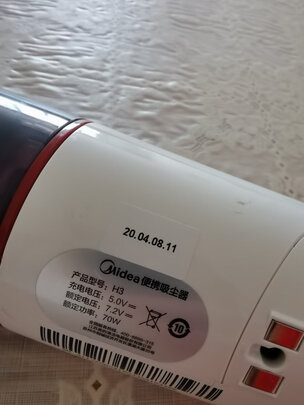 20.04.08.11
Midea 便携吸尘器
产品型号：H3
充电电压：5.0V⎓
额定电压：7.2V⎓
额定功率：70W
10